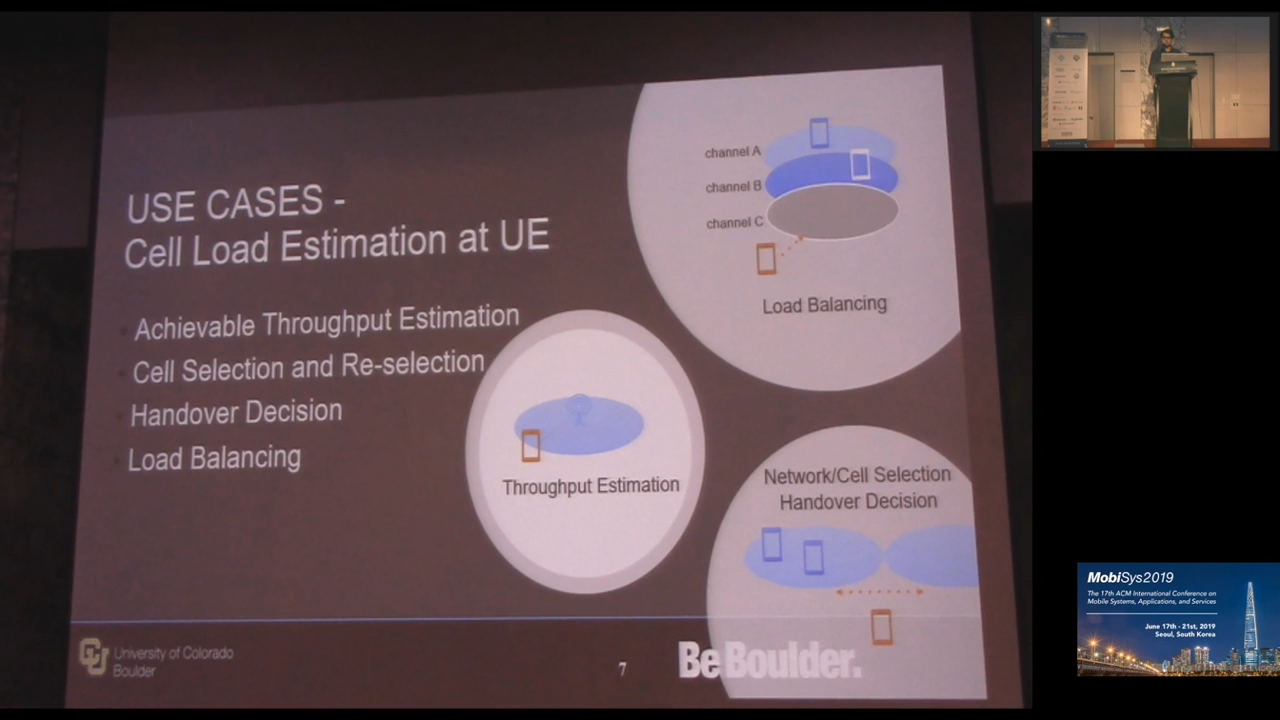 USE CASES -
Cell Load Estimation at UE
Achievable Throughput Estimation
Cell Selection and Re-selection
Handover Decision
Load Balancing
channel A
channel B
channel C
Load Balancing
Throughput Estimation
Network/Cell Selection
Handover Decision
University of Colorado
Boulder
7
Be Boulder.
MobiSys2019
The 17th ACM International Conference on
Mobile Systems, Applications, and Services
June 17th - 21st, 2019
Seoul, South Korea